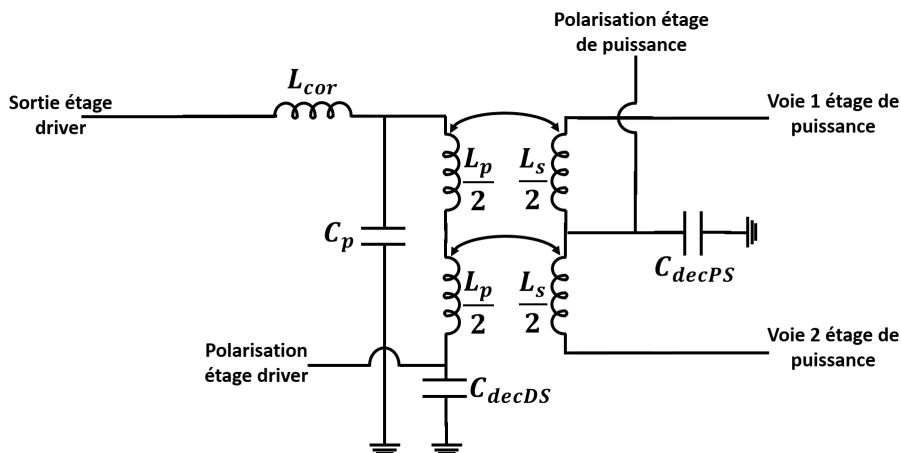 Polarisation étage
de puissance
L_cor
Sortie étage
driver
Voie 1 étage de
puissance
L_p/2
L_s/2
C_p
C_decPS
L_p/2
L_s/2
Polarisation
étage driver
Voie 2 étage de
puissance
C_decDS